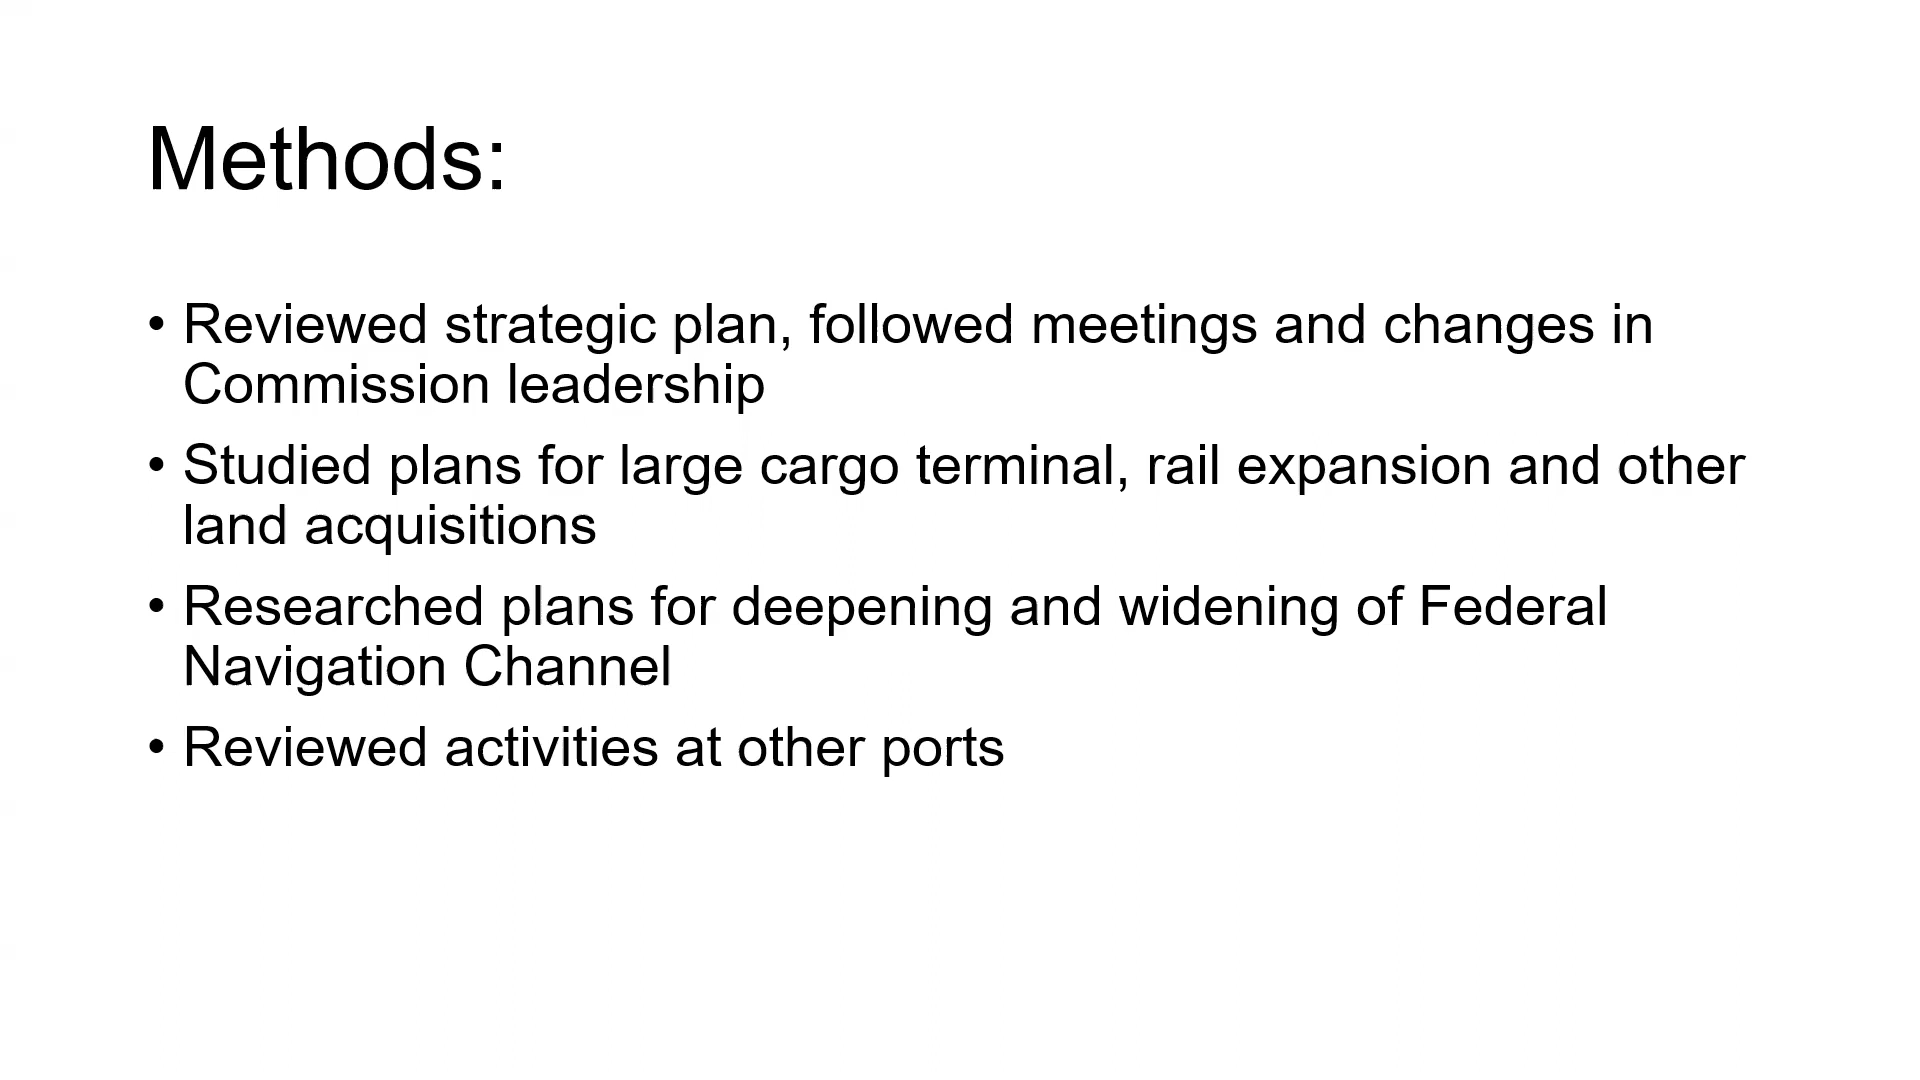 Methods:
• Reviewed strategic plan, followed meetings and changes in
Commission leadership
• Studied plans for large cargo terminal, rail expansion and other
land acquisitions
• Researched plans for deepening and widening of Federal
Navigation Channel
• Reviewed activities at other ports